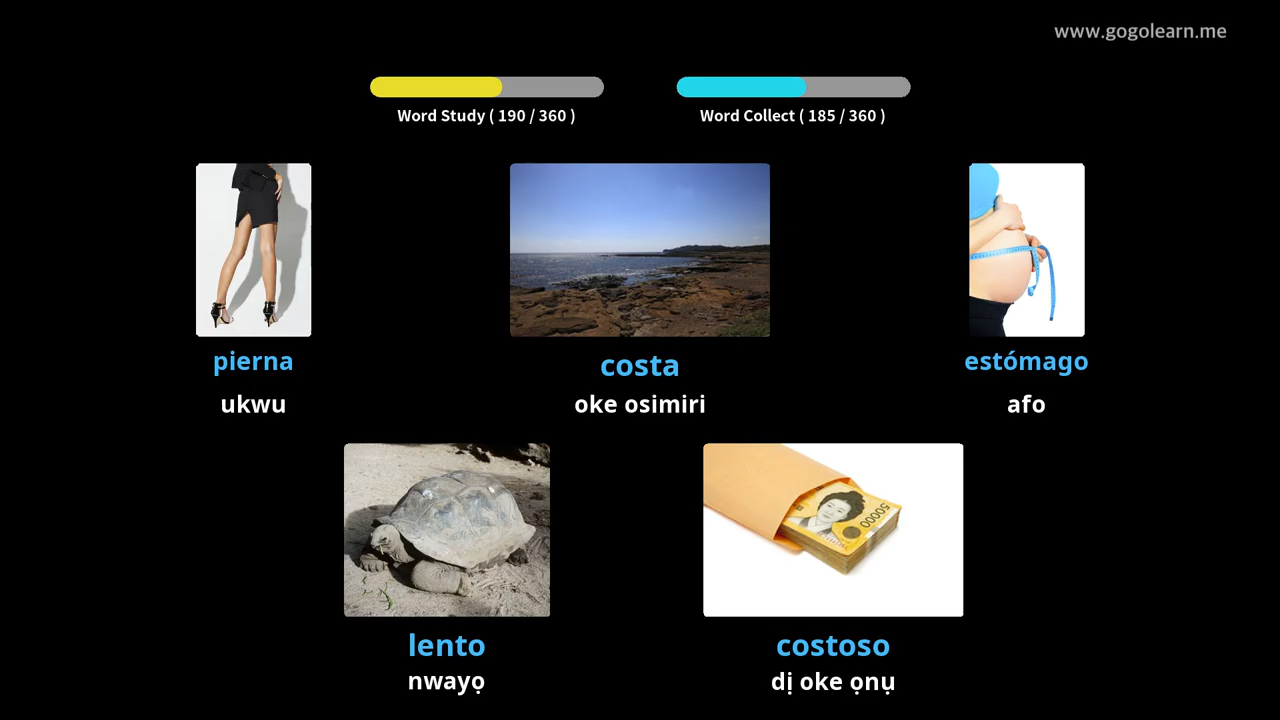 www.gogolearn.me
Word Study ( 190 / 360 )
Word Collect ( 185 / 360 )
pierna
costa
estómago
ukwu
oke osimiri
afo
50000
lento
costoso
nwayọ
dị oke ọnụ